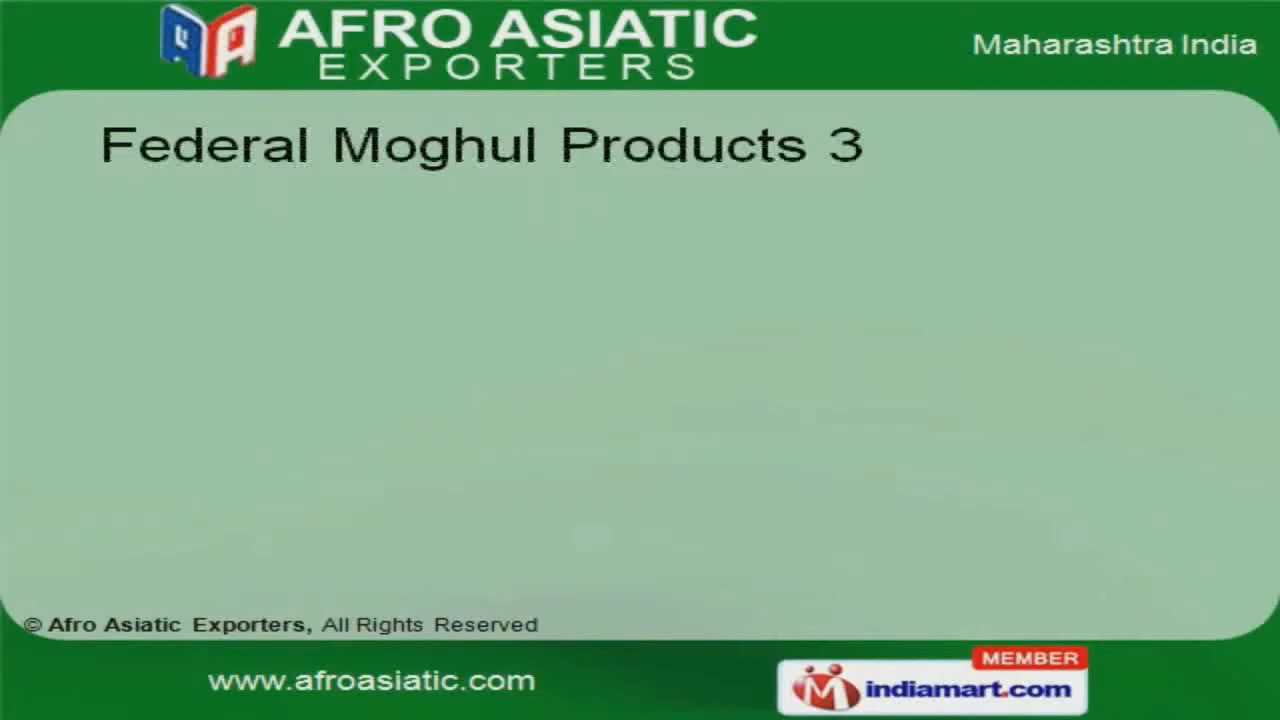 AFRO ASIATIC
EXPORTERS
Maharashtra India
Federal Moghul Products 3
© Afro Asiatic Exporters, All Rights Reserved
www.afroasiatic.com
MEMBER
indiamart.com